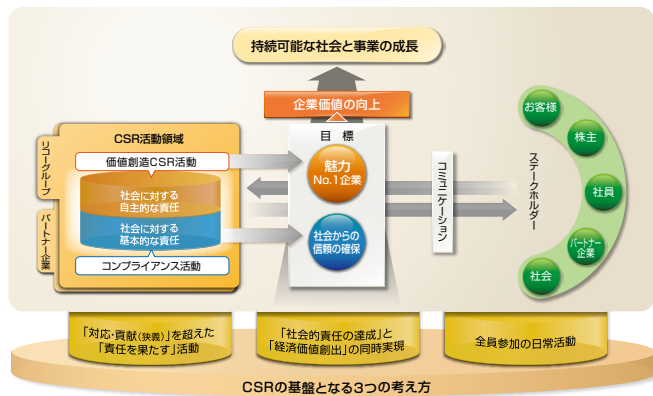 持続可能な社会と事業の成長
企業価値の向上
リコーグループ
パートナー企業
CSR活動領域
価値創造CSR活動
社会に対する
自主的な責任
社会に対する
基本的な責任
コンプライアンス活動
目 標
魅力
No.1企業
社会からの
信頼の確保
コミュニケーション
ステークホルダー
お客様
株主
社員
パートナー
企業
社会
「対応・貢献(狭義)」を超えた
「責任を果たす」活動
「社会的責任の達成」と
「経済価値創出」の同時実現
全員参加の日常活動
CSRの基盤となる3つの考え方